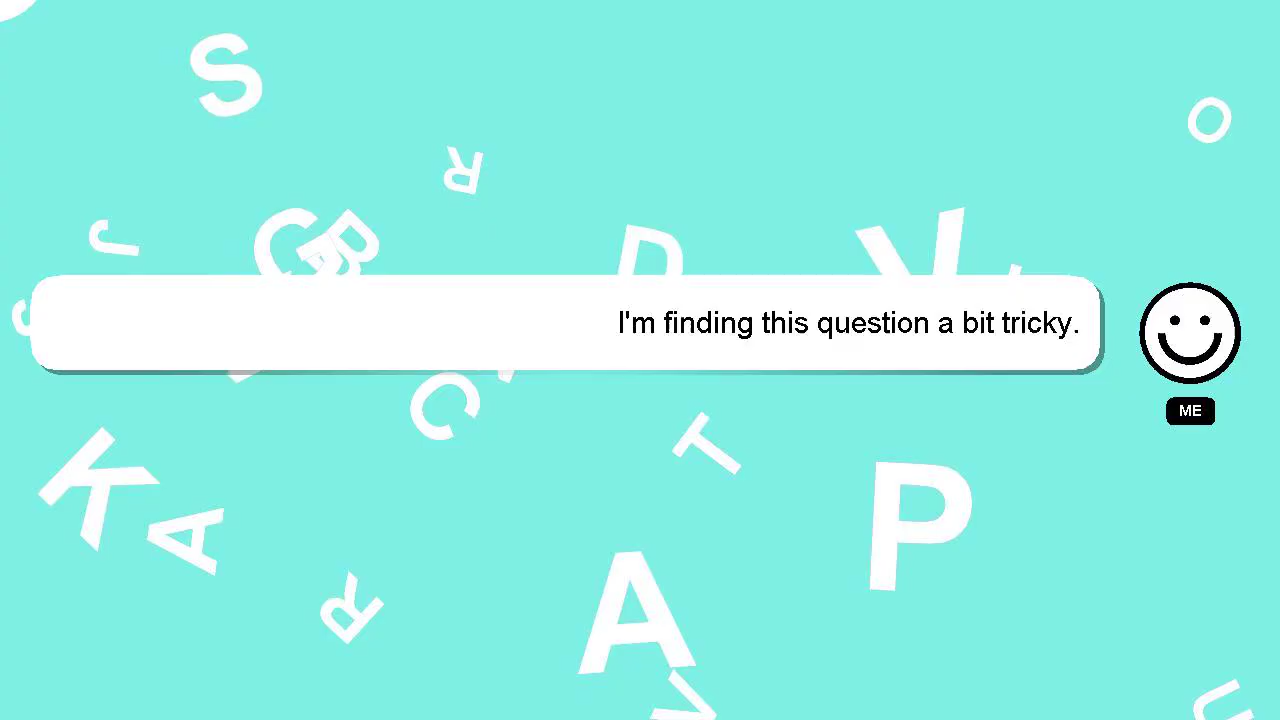 S
O
R
J
G
B
D
V
S
I'm finding this question a bit tricky.
ME
C
T
K
P
A
R
A
V
U